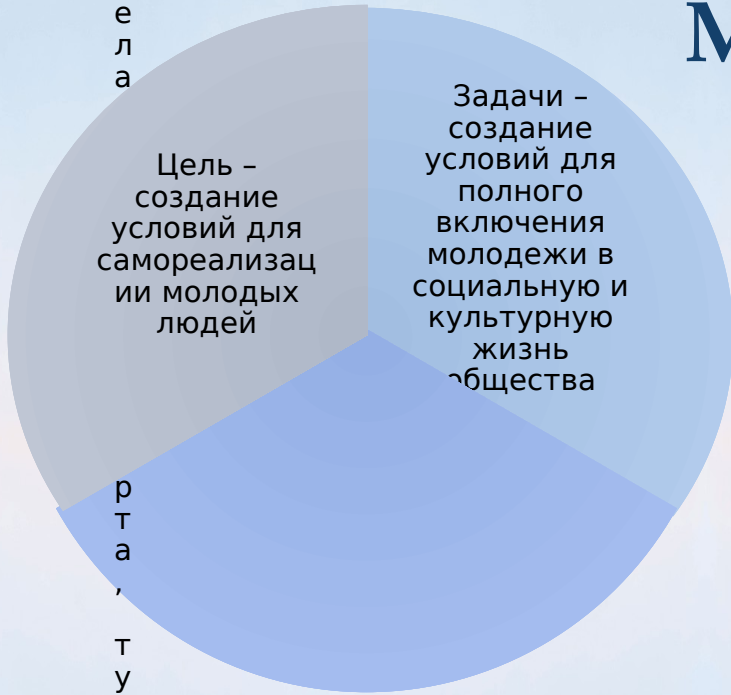 М
е
л
а
Цель –
создание
условий для
самореализац
ии молодых
людей
Задачи –
создание
условий для
полного
включения
молодежи в
социальную и
культурную
жизнь
общества
р
т
а
,
т
у